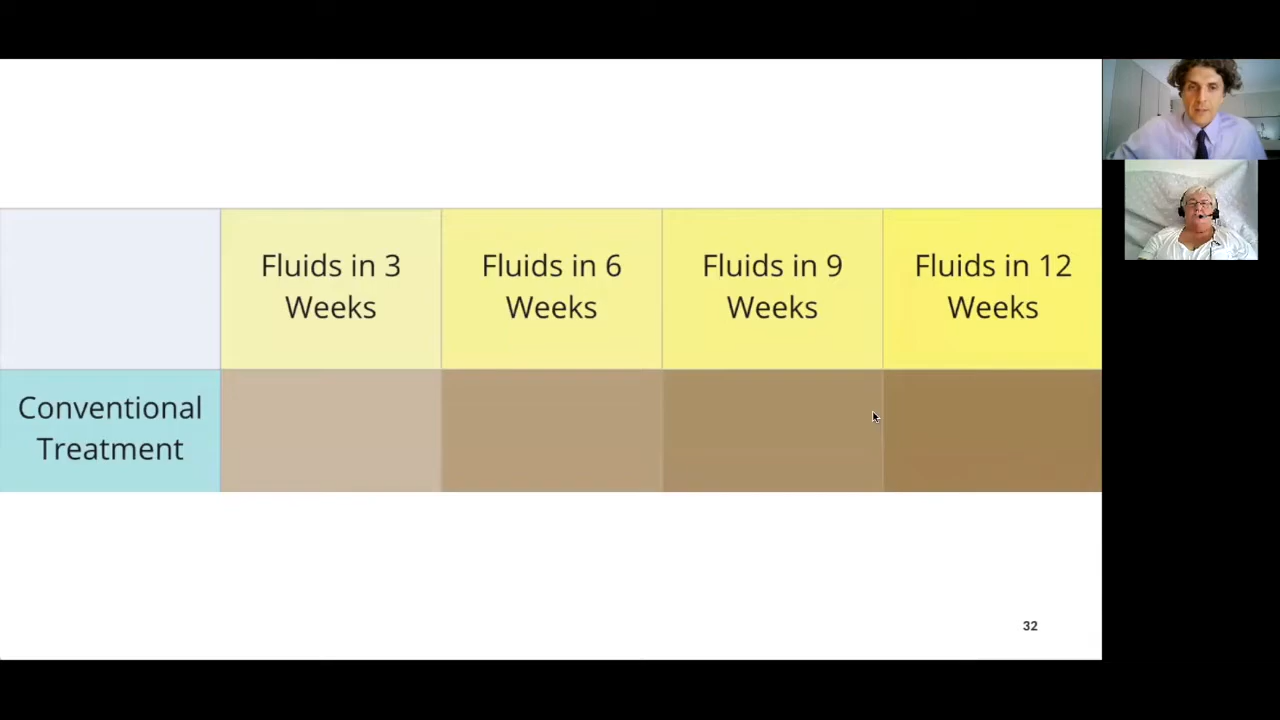 Fluids in 3
Weeks
Fluids in 6
Weeks
Fluids in 9
Weeks
Fluids in 12
Weeks
Conventional
Treatment
32